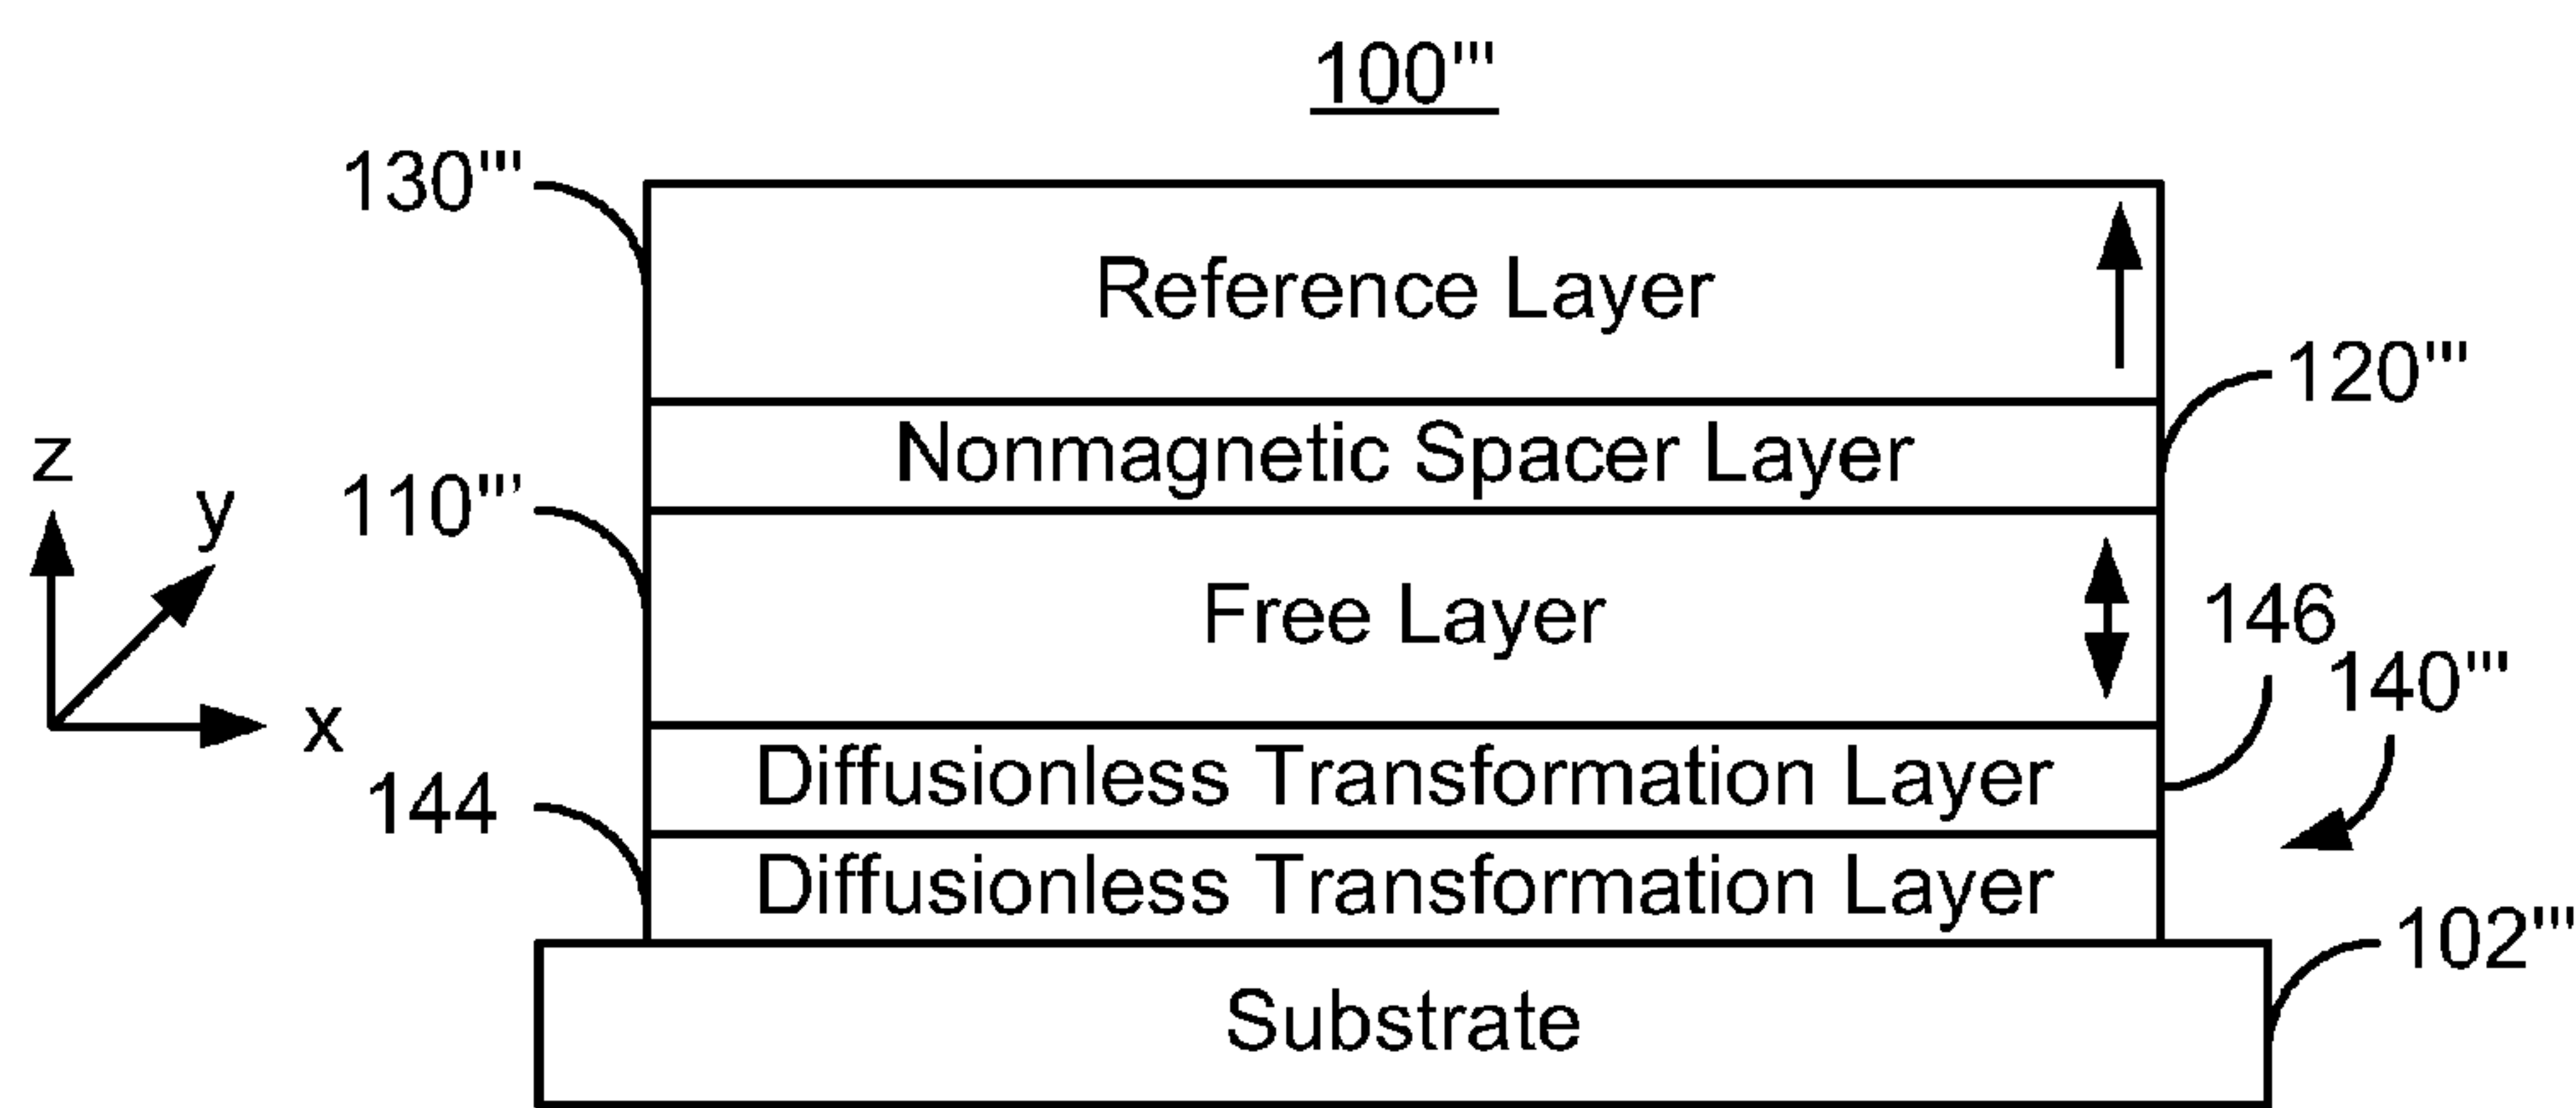 100'''
130'''
Reference Layer
120'''
Nonmagnetic Spacer Layer
z
y
x
110'''
Free Layer
146
140'''
Diffusionless Transformation Layer
144
Diffusionless Transformation Layer
102'''
Substrate